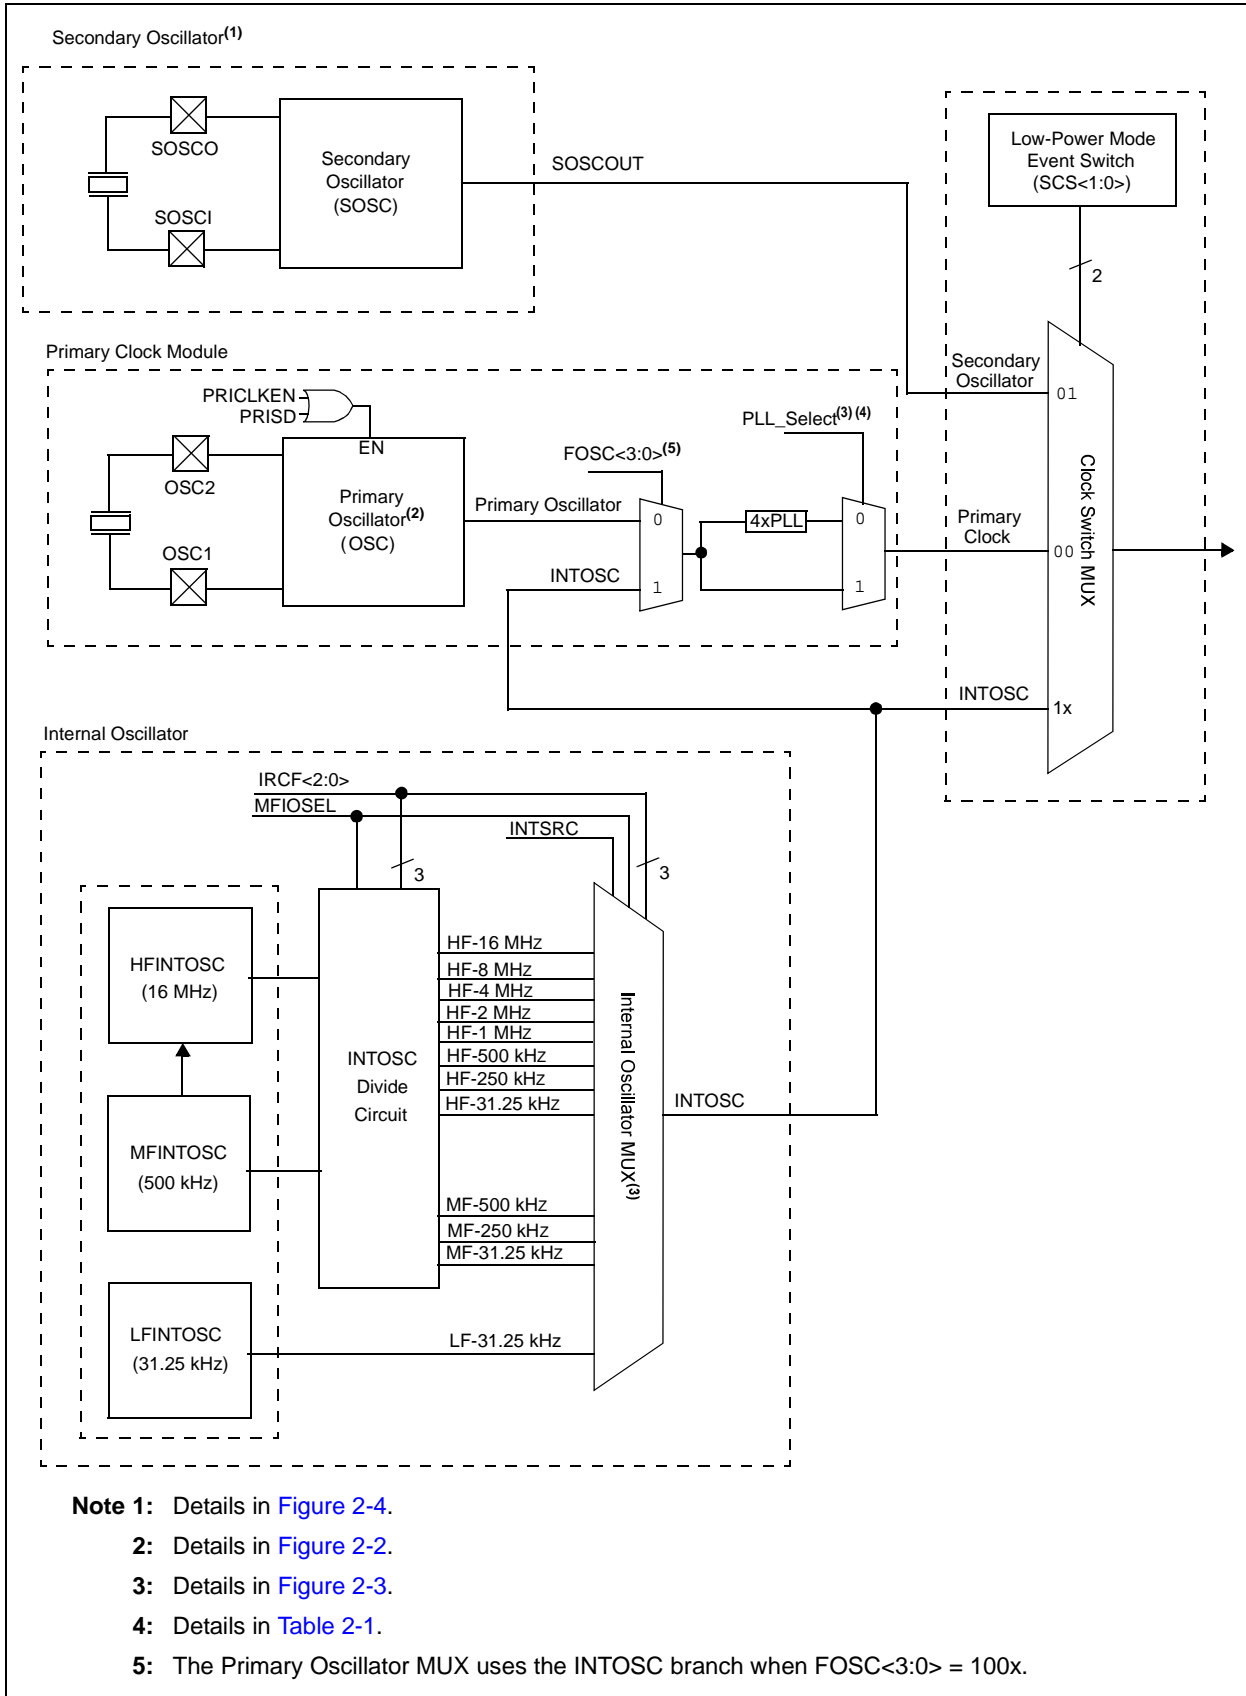 Secondary Oscillator(1)
SOSCO
SOSCI
Secondary
Oscillator
(SOSC)
SOSCOUT
Low-Power Mode
Event Switch
(SCS<1:0>)
2
Secondary
Oscillator
01
Primary
Clock
00
INTOSC
1x
Clock Switch MUX
Primary Clock Module
PRICLKEN
PRISD
EN
OSC2
OSC1
Primary
Oscillator(2)
(OSC)
Primary Oscillator
INTOSC
FOSC<3:0>(5)
0
1
4xPLL
PLL_Select(3) (4)
0
1
Internal Oscillator
IRCF<2:0>
MFIOSEL
INTSRC
3
3
HFINTOSC
(16 MHz)
MFINTOSC
(500 kHz)
LFINTOSC
(31.25 kHz)
INTOSC
Divide
Circuit
HF-16 MHz
HF-8 MHz
HF-4 MHz
HF-2 MHz
HF-1 MHz
HF-500 kHz
HF-250 kHz
HF-31.25 kHz
MF-500 kHz
MF-250 kHz
MF-31.25 kHz
LF-31.25 kHz
Internal Oscillator MUX(3)
INTOSC
Note 1: Details in Figure 2-4.
2: Details in Figure 2-2.
3: Details in Figure 2-3.
4: Details in Table 2-1.
5: The Primary Oscillator MUX uses the INTOSC branch when FOSC<3:0> = 100x.